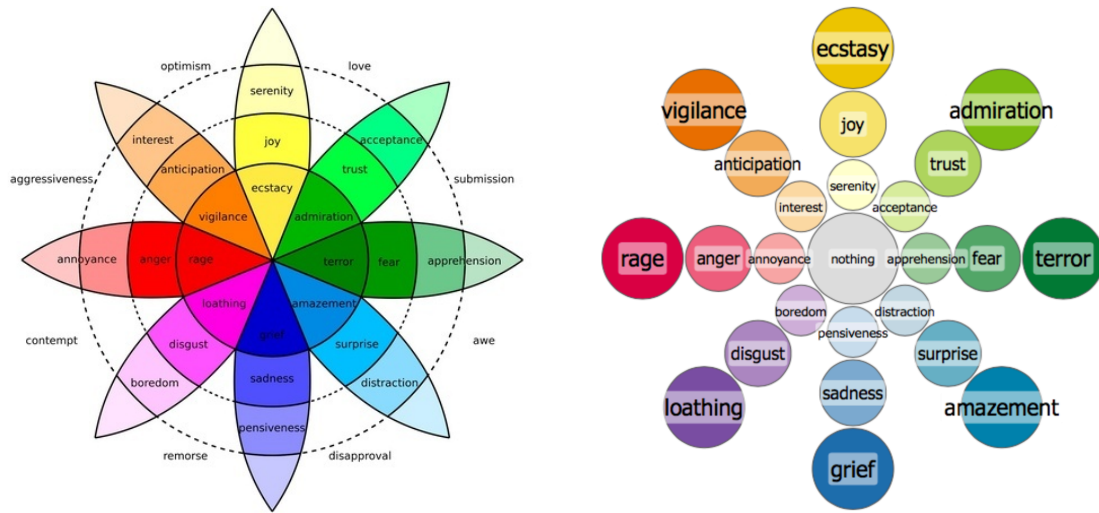 optimism
love
serenity
interest
joy
acceptance
anticipation
trust
aggressiveness
submission
ecstacy
vigilance
admiration
annoyance
anger
rage
terror
fear
apprehension
loathing
amazement
grief
contempt
disgust
surprise
awe
boredom
sadness
distraction
pensiveness
remorse
disapproval
ecstasy
vigilance
admiration
joy
anticipation
trust
serenity
interest
acceptance
rage
anger
annoyance
nothing
apprehension
fear
terror
boredom
distraction
pensiveness
disgust
surprise
sadness
loathing
amazement
grief